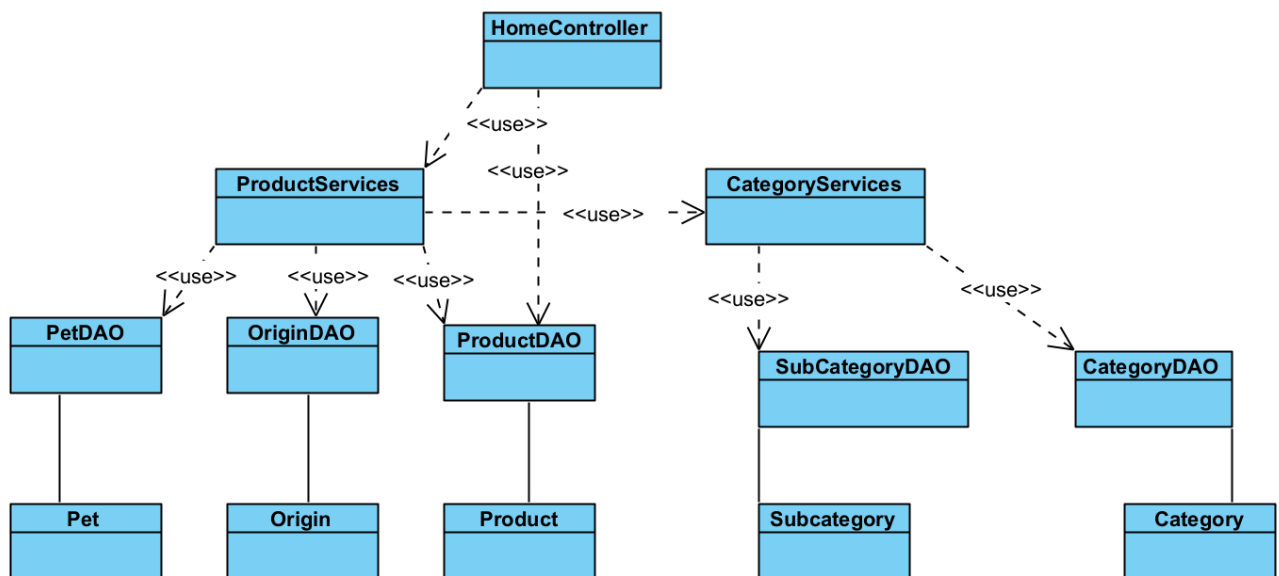 HomeController
<<use>>
<<use>>
ProductServices
CategoryServices
<<use>>
<<use>>
<<use>>
<<use>>
<<use>>
<<use>>
PetDAO
OriginDAO
ProductDAO
SubCategoryDAO
CategoryDAO
Pet
Origin
Product
Subcategory
Category